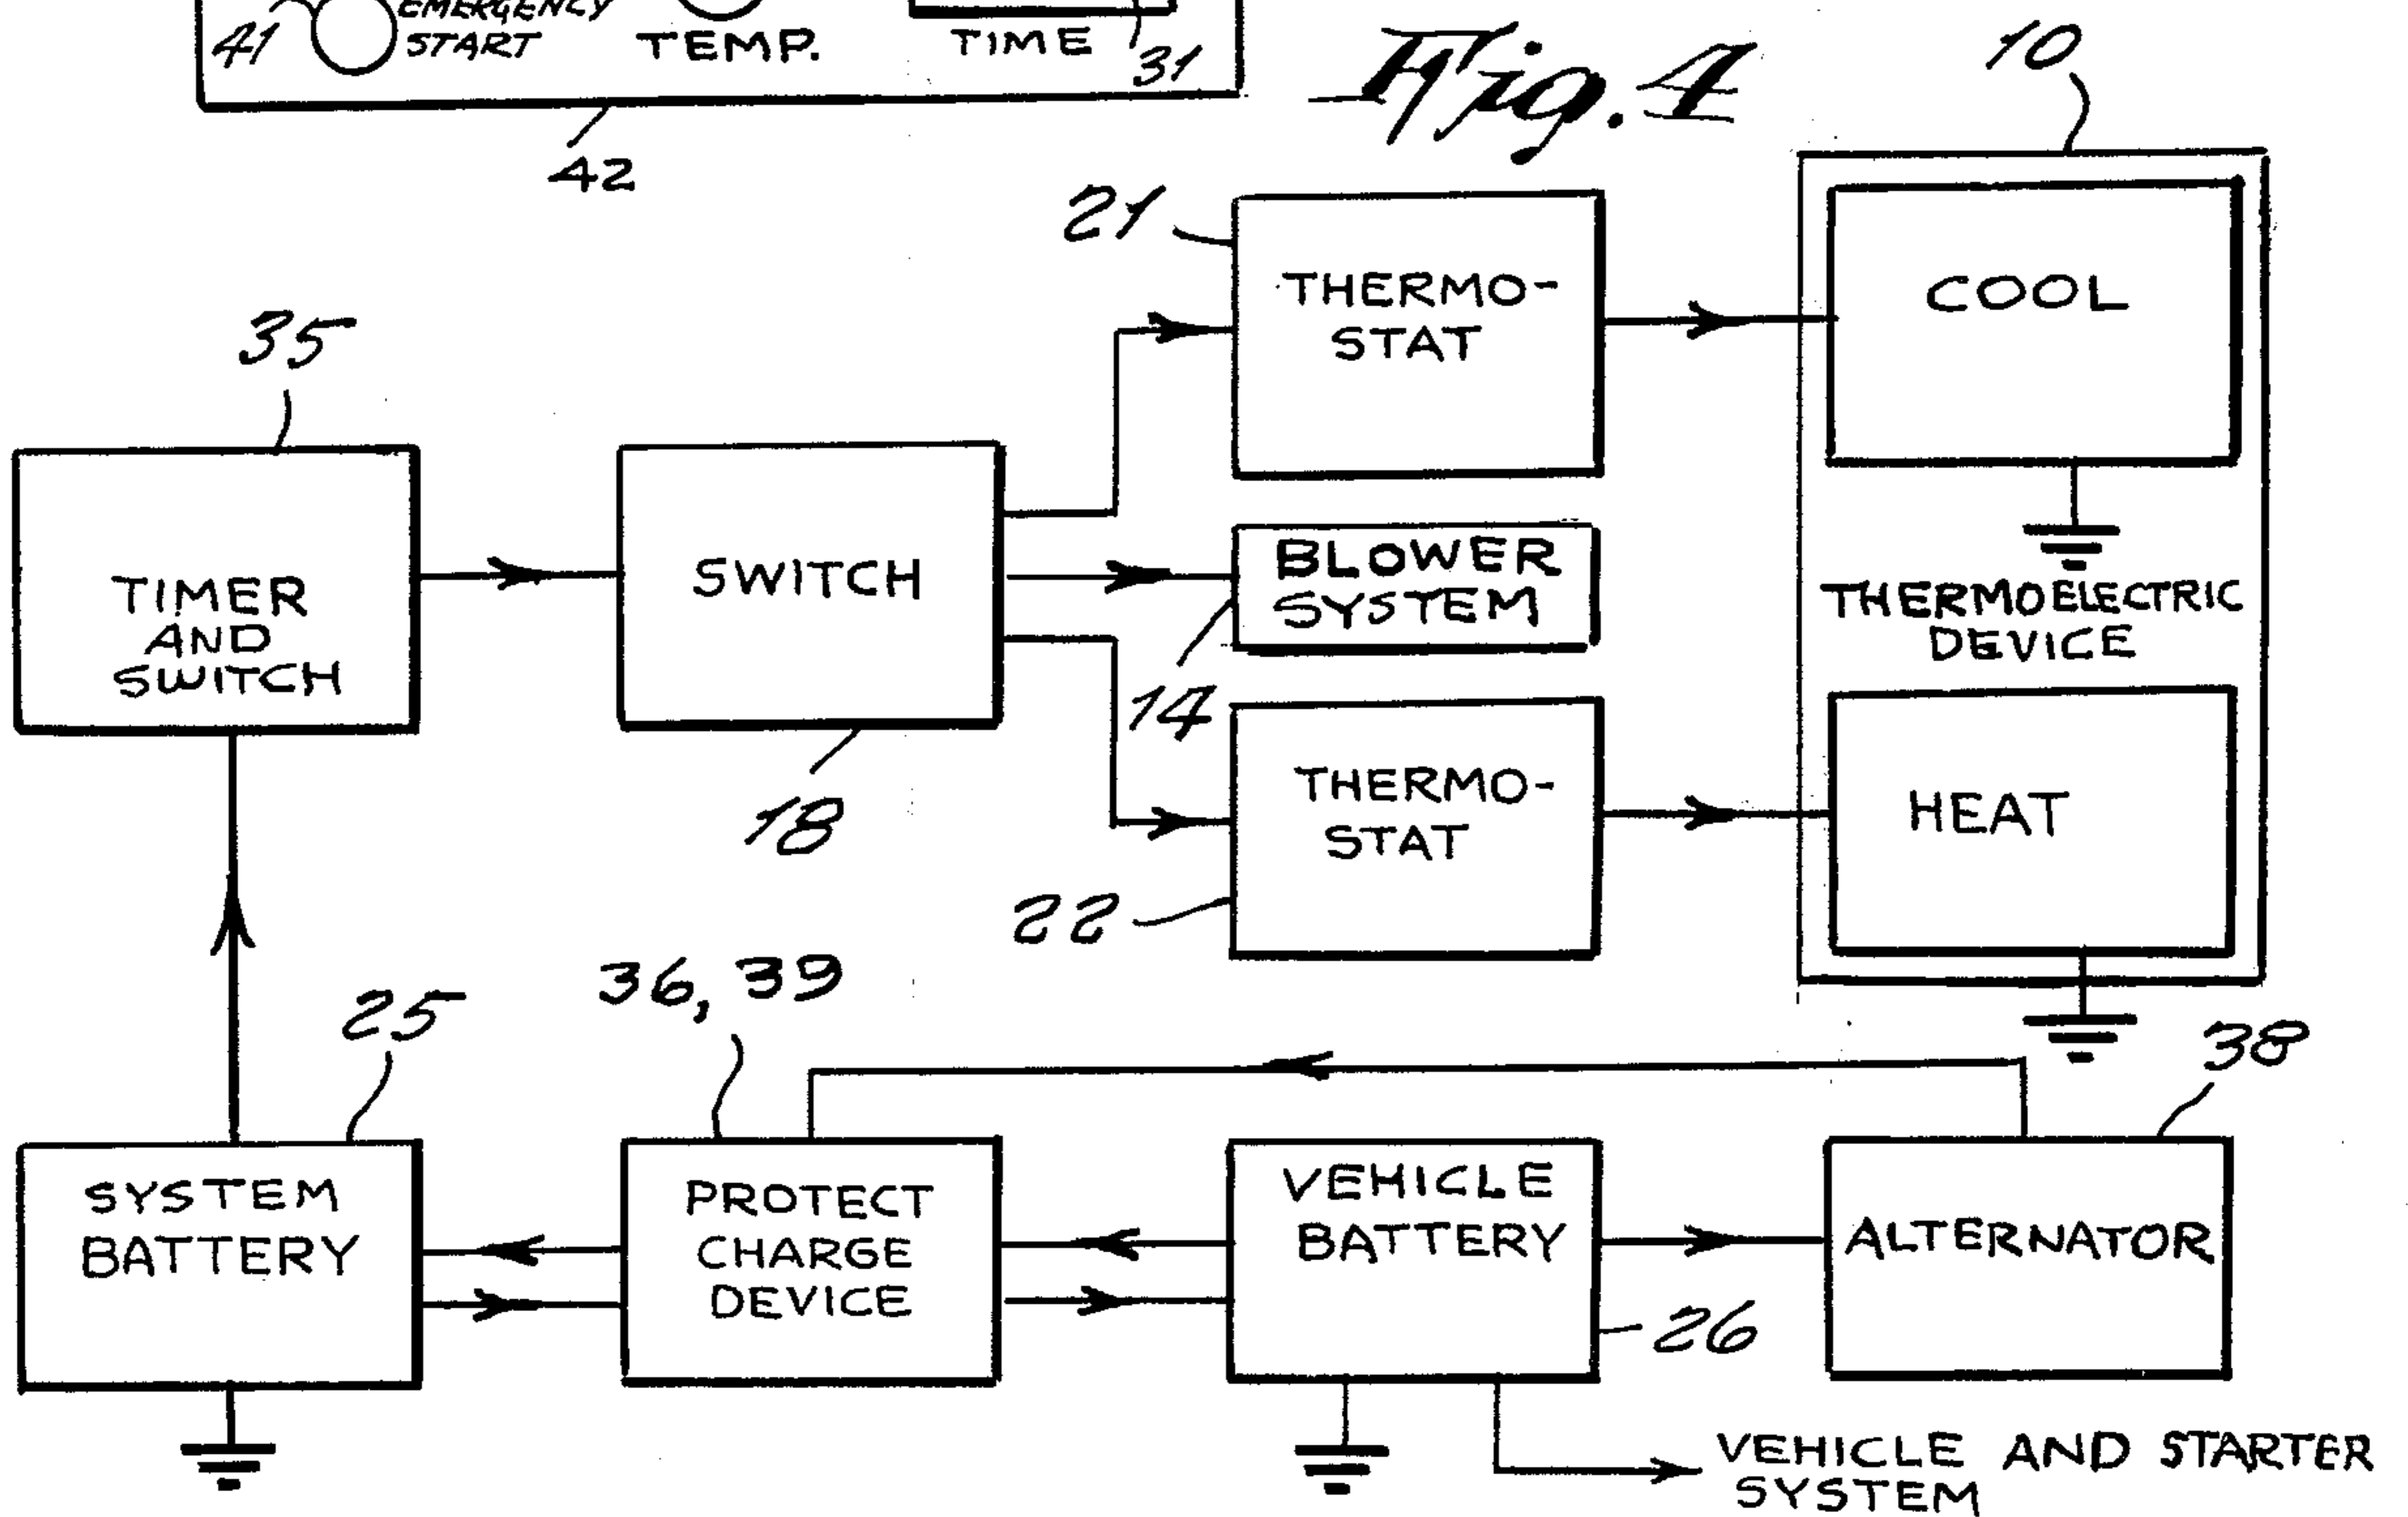 EMERGENCY
START
41
TEMP.
TIME
31
42
Fig. 4
10
21
THERMO-
STAT
COOL
35
TIMER
AND
SWITCH
SWITCH
18
BLOWER
SYSTEM
14
THERMOELECTRIC
DEVICE
THERMO-
STAT
22
HEAT
36, 39
25
38
SYSTEM
BATTERY
PROTECT
CHARGE
DEVICE
VEHICLE
BATTERY
26
ALTERNATOR
VEHICLE AND STARTER
SYSTEM